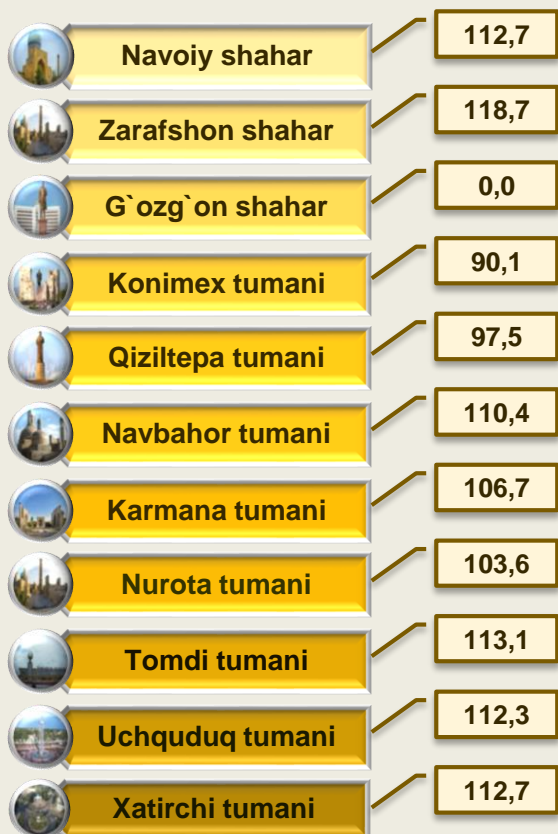 Navoiy shahar 112,7
Zarafshon shahar 118,7
G`ozg`on shahar 0,0
Konimex tumani 90,1
Qiziltepa tumani 97,5
Navbahor tumani 110,4
Karmana tumani 106,7
Nurota tumani 103,6
Tomdi tumani 113,1
Uchquduq tumani 112,3
Xatirchi tumani 112,7